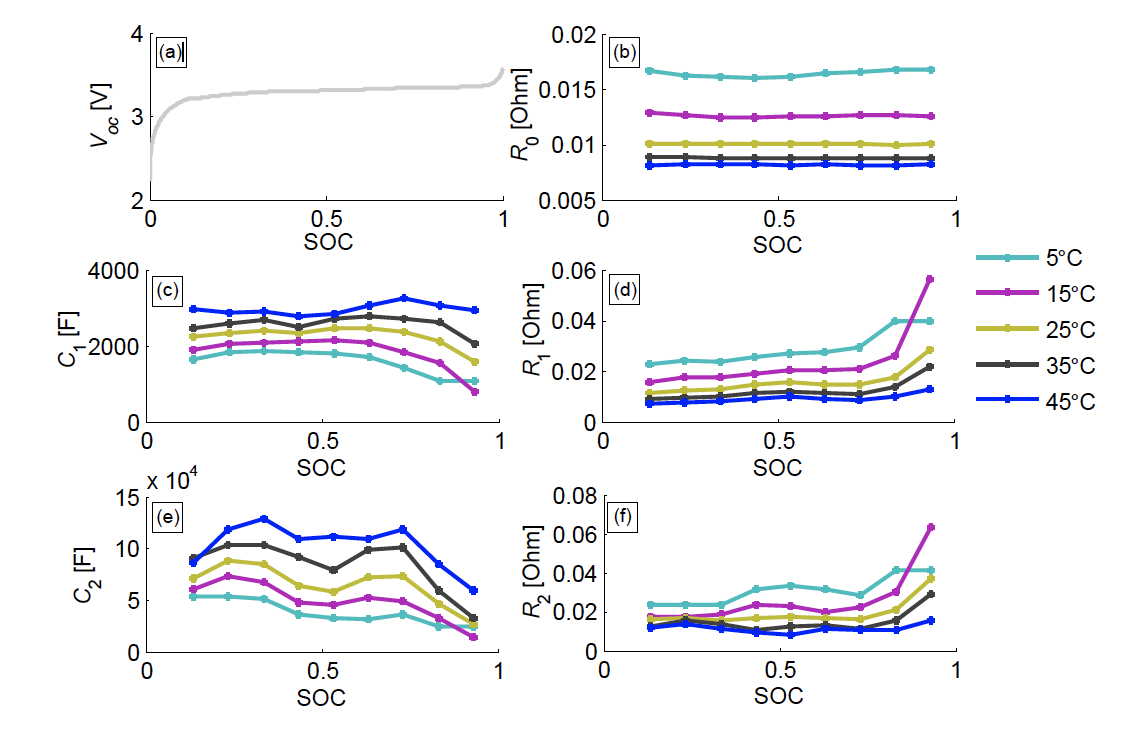 (a)
4
3
2
V_oc [V]
0 0.5 1
SOC
(b)
0.02
0.015
0.01
0.005
R_0 [Ohm]
0 0.5 1
SOC
(c)
4000
2000
0
C_1 [F]
0 0.5 1
SOC
(d)
0.06
0.04
0.02
0
R_1 [Ohm]
0 0.5 1
SOC
5°C
15°C
25°C
35°C
45°C
x 10^4
(e)
15
10
5
0
C_2 [F]
0 0.5 1
SOC
(f)
0.08
0.06
0.04
0.02
0
R_2 [Ohm]
0 0.5 1
SOC